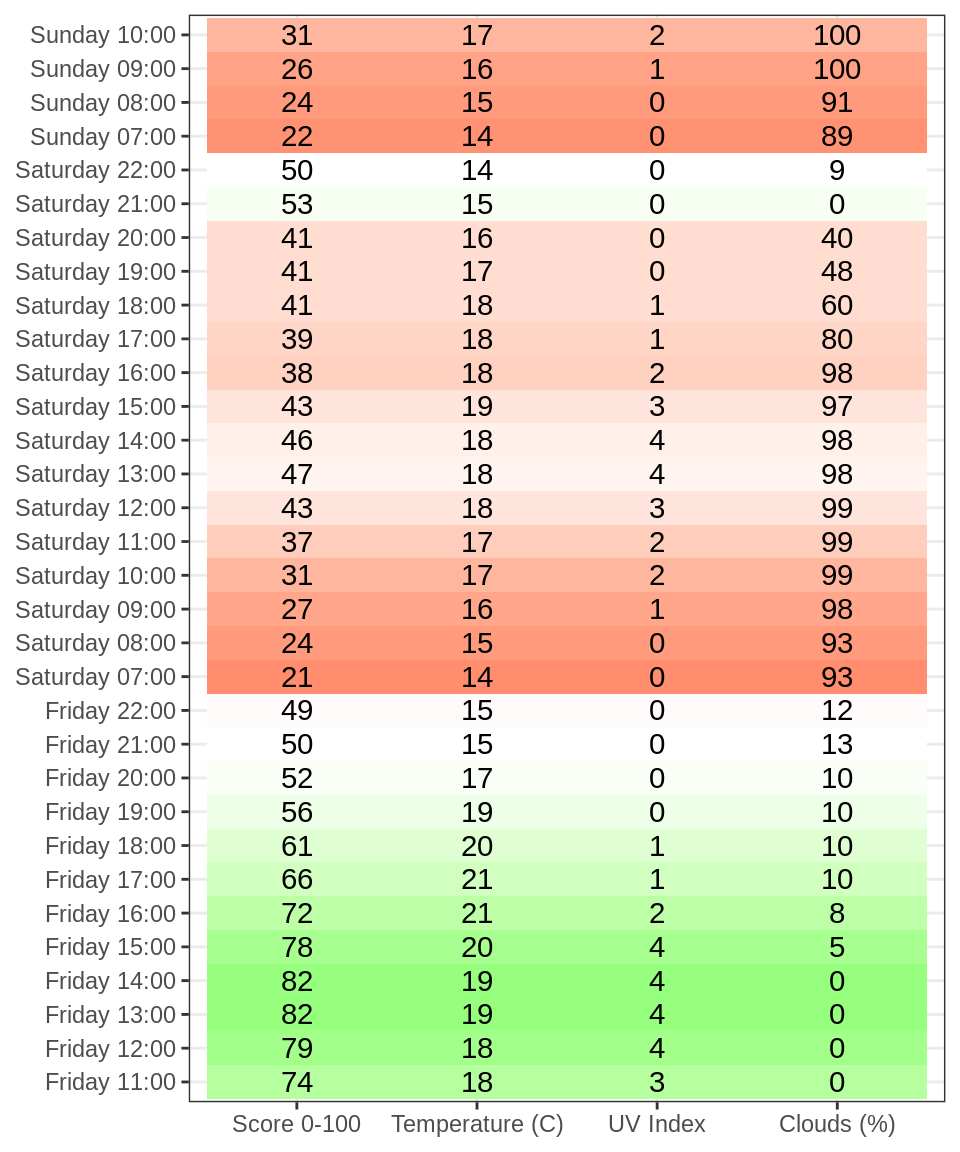 Sunday 10:00 31 17 2 100
Sunday 09:00 26 16 1 100
Sunday 08:00 24 15 0 91
Sunday 07:00 22 14 0 89
Saturday 22:00 50 14 0 9
Saturday 21:00 53 15 0 0
Saturday 20:00 41 16 0 40
Saturday 19:00 41 17 0 48
Saturday 18:00 41 18 1 60
Saturday 17:00 39 18 1 80
Saturday 16:00 38 18 2 98
Saturday 15:00 43 19 3 97
Saturday 14:00 46 18 4 98
Saturday 13:00 47 18 4 98
Saturday 12:00 43 18 3 99
Saturday 11:00 37 17 2 99
Saturday 10:00 31 17 2 99
Saturday 09:00 27 16 1 98
Saturday 08:00 24 15 0 93
Saturday 07:00 21 14 0 93
Friday 22:00 49 15 0 12
Friday 21:00 50 15 0 13
Friday 20:00 52 17 0 10
Friday 19:00 56 19 0 10
Friday 18:00 61 20 1 10
Friday 17:00 66 21 1 10
Friday 16:00 72 21 2 8
Friday 15:00 78 20 4 5
Friday 14:00 82 19 4 0
Friday 13:00 82 19 4 0
Friday 12:00 79 18 4 0
Friday 11:00 74 18 3 0
Score 0-100 Temperature (C) UV Index Clouds (%)